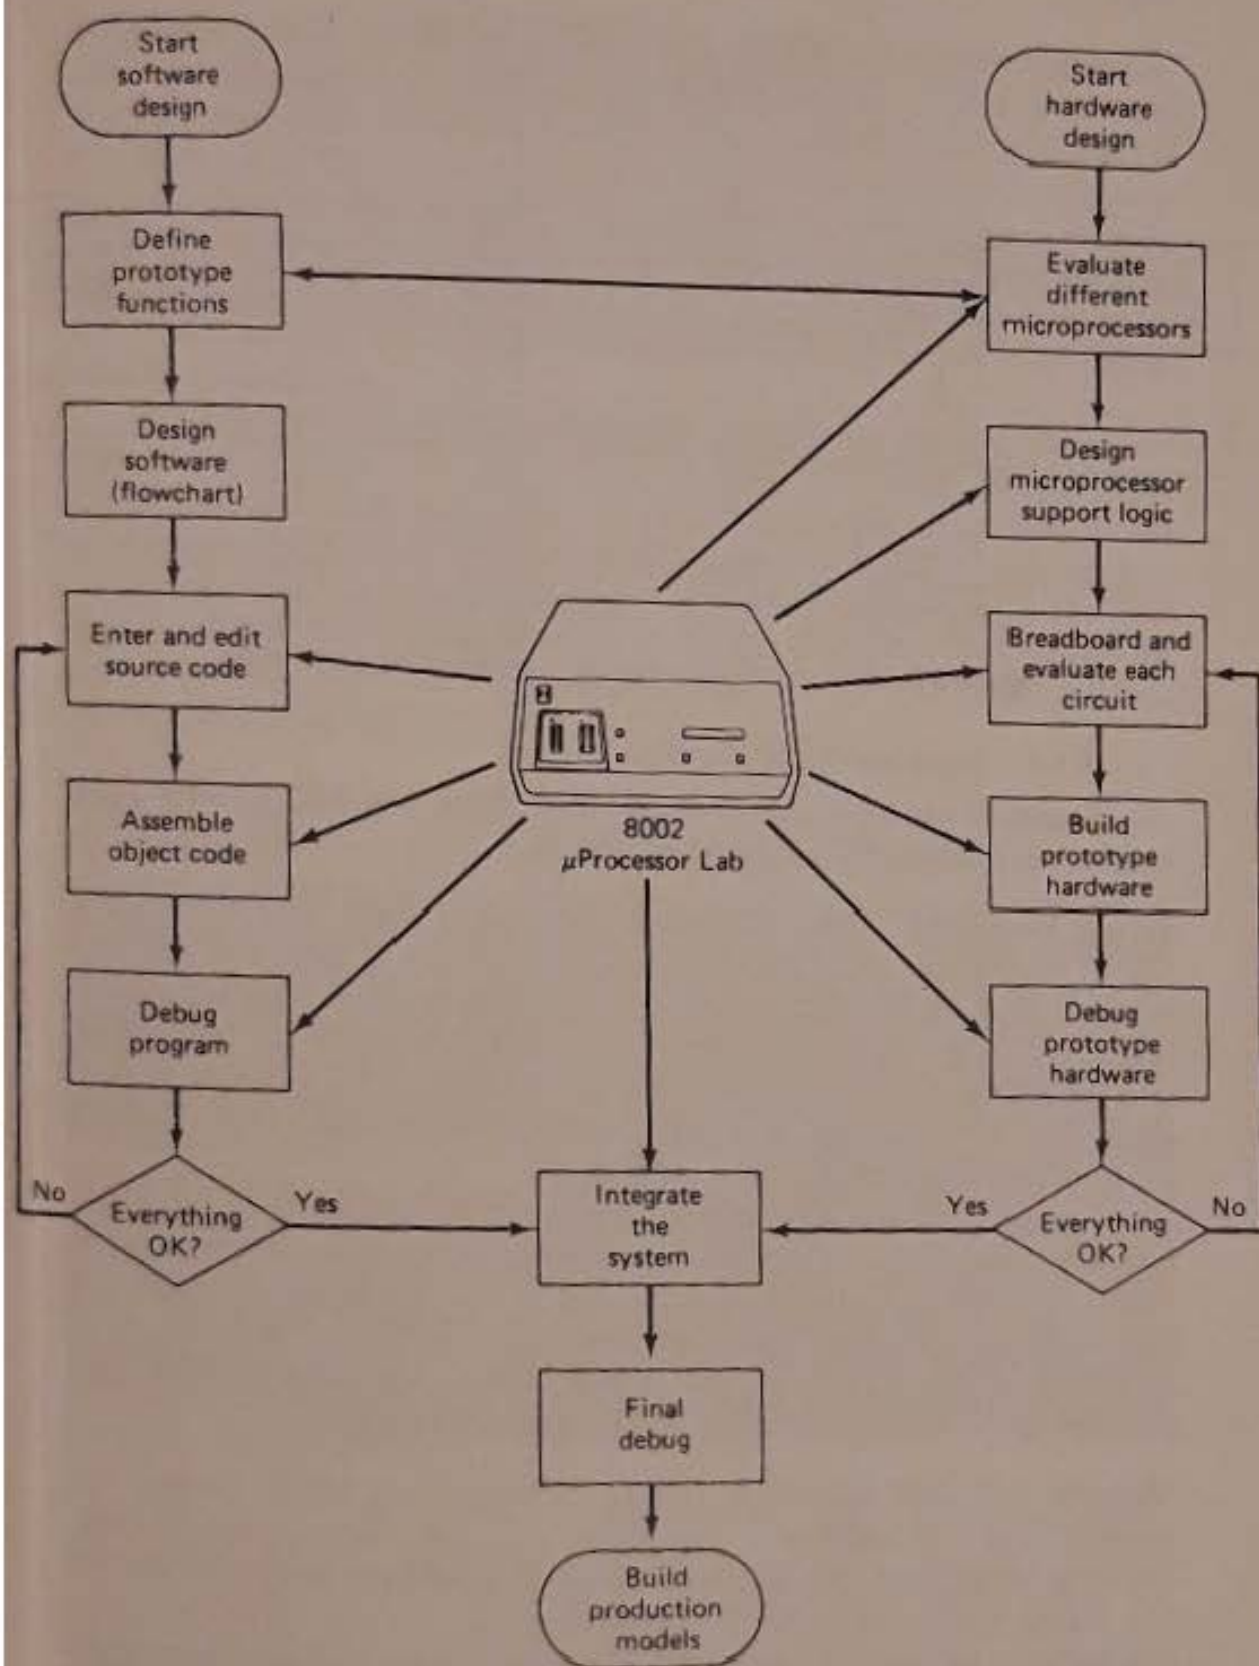 Start
software
design
Define
prototype
functions
Design
software
(flowchart)
Enter and edit
source code
Assemble
object code
Debug
program
No
Everything
OK?
Yes
8002
μProcessor Lab
Integrate
the
system
Final
debug
Build
production
models
Start
hardware
design
Evaluate
different
microprocessors
Design
microprocessor
support logic
Breadboard and
evaluate each
circuit
Build
prototype
hardware
Debug
prototype
hardware
Yes
Everything
OK?
No